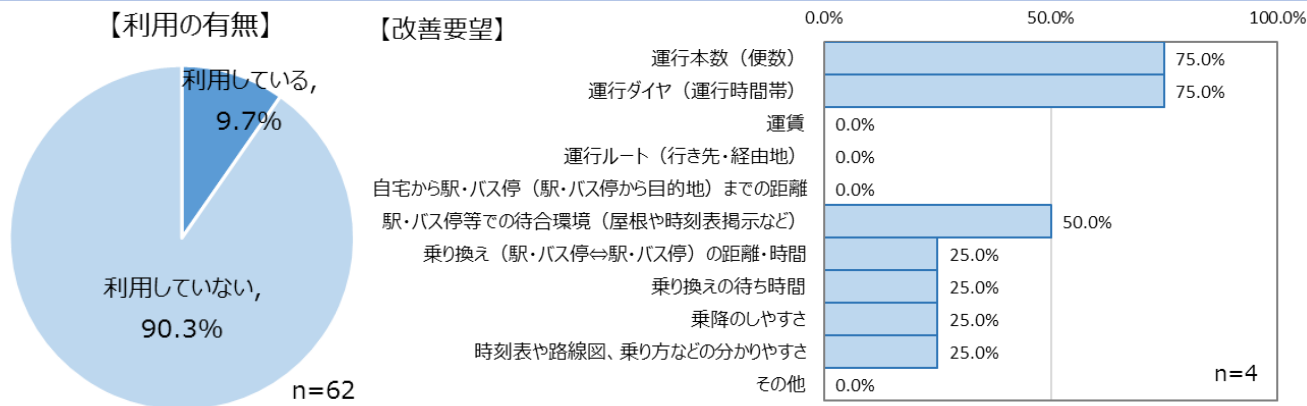 【利用の有無】
利用している,
9.7%
利用していない,
90.3%
n=62
【改善要望】
0.0% 50.0% 100.0%
運行本数（便数） 75.0%
運行ダイヤ（運行時間帯） 75.0%
運賃 0.0%
運行ルート（行き先・経由地） 0.0%
自宅から駅・バス停（駅・バス停から目的地）までの距離 0.0%
駅・バス停等での待合環境（屋根や時刻表掲示など） 50.0%
乗り換え（駅・バス停⇔駅・バス停）の距離・時間 25.0%
乗り換えの待ち時間 25.0%
乗降のしやすさ 25.0%
時刻表や路線図、乗り方などの分かりやすさ 25.0%
その他 0.0%
n=4